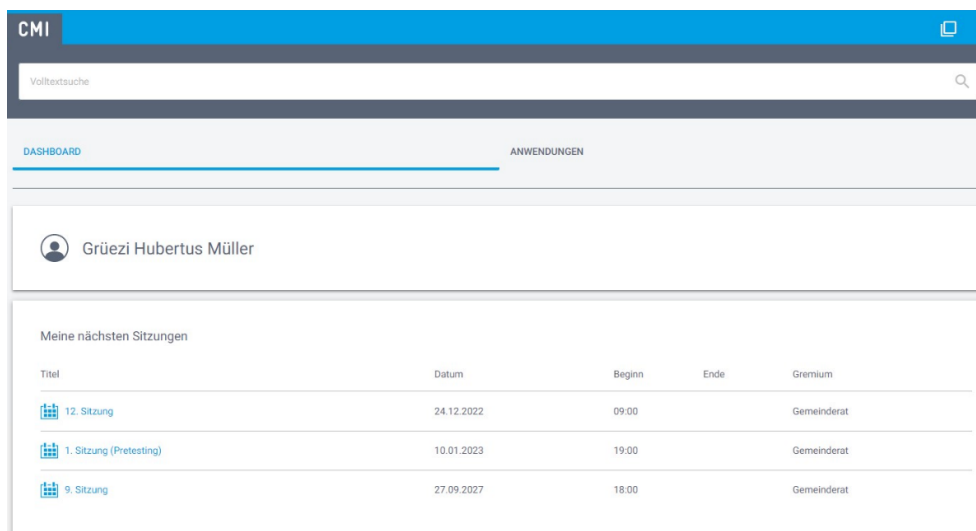 CMI
Volltextsuche
DASHBOARD ANWENDUNGEN
Grüezi Hubertus Müller
Meine nächsten Sitzungen
Titel Datum Beginn Ende Gremium
12. Sitzung 24.12.2022 09:00 Gemeinderat
1. Sitzung (Pretesting) 10.01.2023 19:00 Gemeinderat
9. Sitzung 27.09.2027 18:00 Gemeinderat